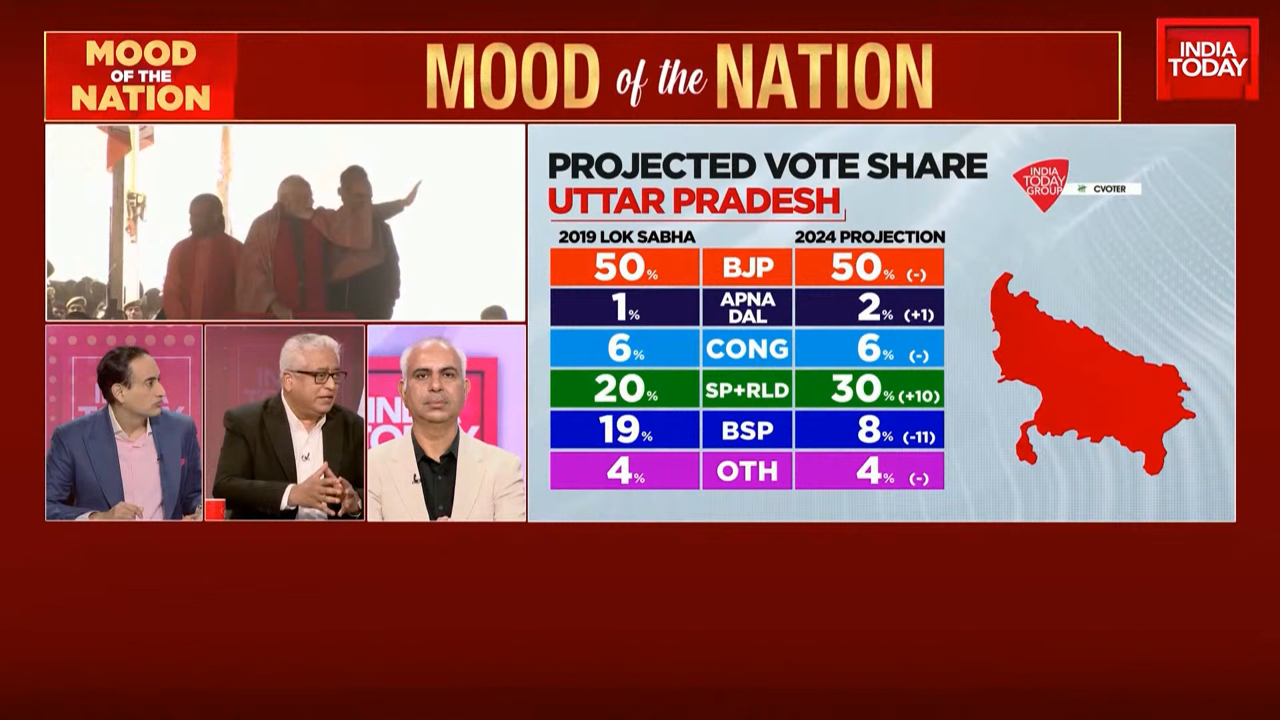 MOOD
OF THE
NATION
MOOD of the NATION
INDIA
TODAY
PROJECTED VOTE SHARE
UTTAR PRADESH
INDIA
TODAY
GROUP
CVOTER
2019 LOK SABHA 2024 PROJECTION
50% BJP 50% (-)
1% APNA DAL 2% (+1)
6% CONG 6% (-)
20% SP+RLD 30% (+10)
19% BSP 8% (-11)
4% OTH 4% (-)